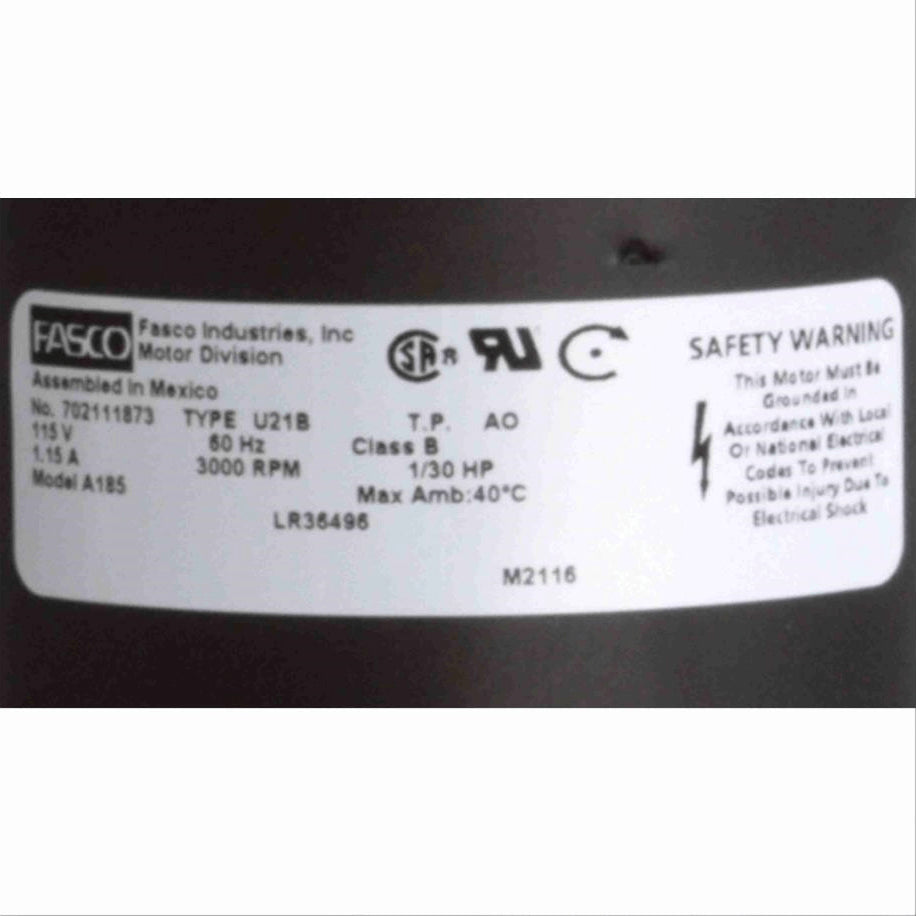 FASCO
Fasco Industries, Inc
Motor Division
Assembled In Mexico
No. 702111873 TYPE U21B T.P. AO
115 V 60 Hz Class B
1.15 A 3000 RPM 1/30 HP
Model A185 Max Amb:40°C
LR36496
M2116
SA ®
RU
SAFETY WARNING
This Motor Must Be
Grounded In
Accordance With Local
Or National Electrical
Codes To Prevent
Possible Injury Due To
Electrical Shock